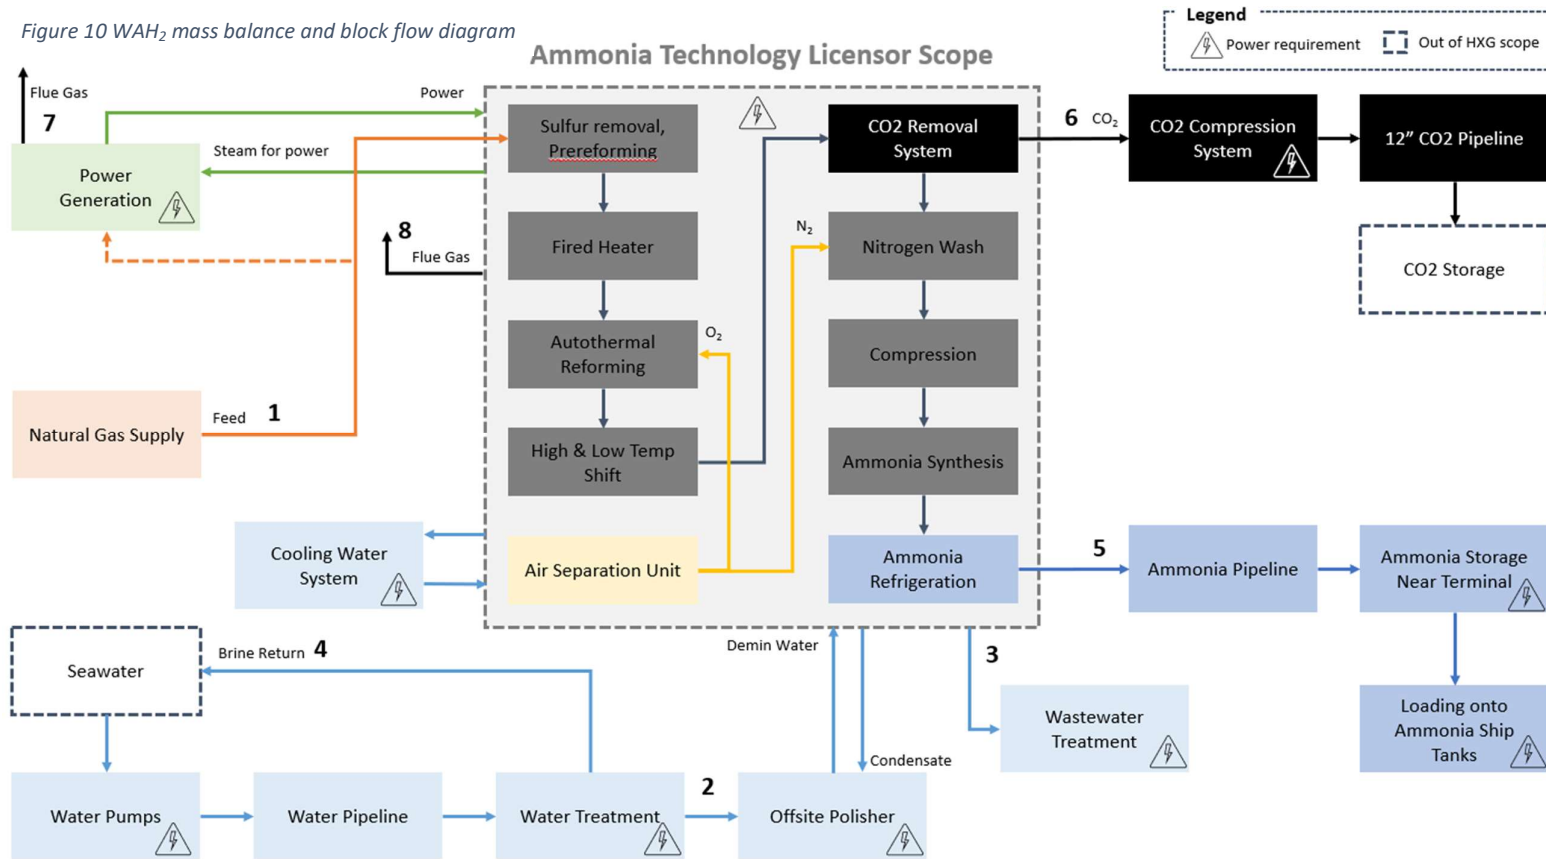 Figure 10 WAH₂ mass balance and block flow diagram
Legend
Power requirement
Out of HXG scope
Ammonia Technology Licensor Scope
Flue Gas
7
Power
Steam for power
Power
Generation
Sulfur removal,
Prereforming
CO2 Removal
System
6
CO₂
CO2 Compression
System
12” CO2 Pipeline
8
Flue Gas
Fired Heater
N₂
Nitrogen Wash
CO2 Storage
Autothermal
Reforming
O₂
Compression
Natural Gas Supply
Feed
1
High & Low Temp
Shift
Ammonia Synthesis
Cooling Water
System
Air Separation Unit
Ammonia
Refrigeration
5
Ammonia Pipeline
Ammonia Storage
Near Terminal
Seawater
Brine Return
4
Demin Water
3
Wastewater
Treatment
Loading onto
Ammonia Ship
Tanks
Condensate
Water Pumps
Water Pipeline
Water Treatment
2
Offsite Polisher